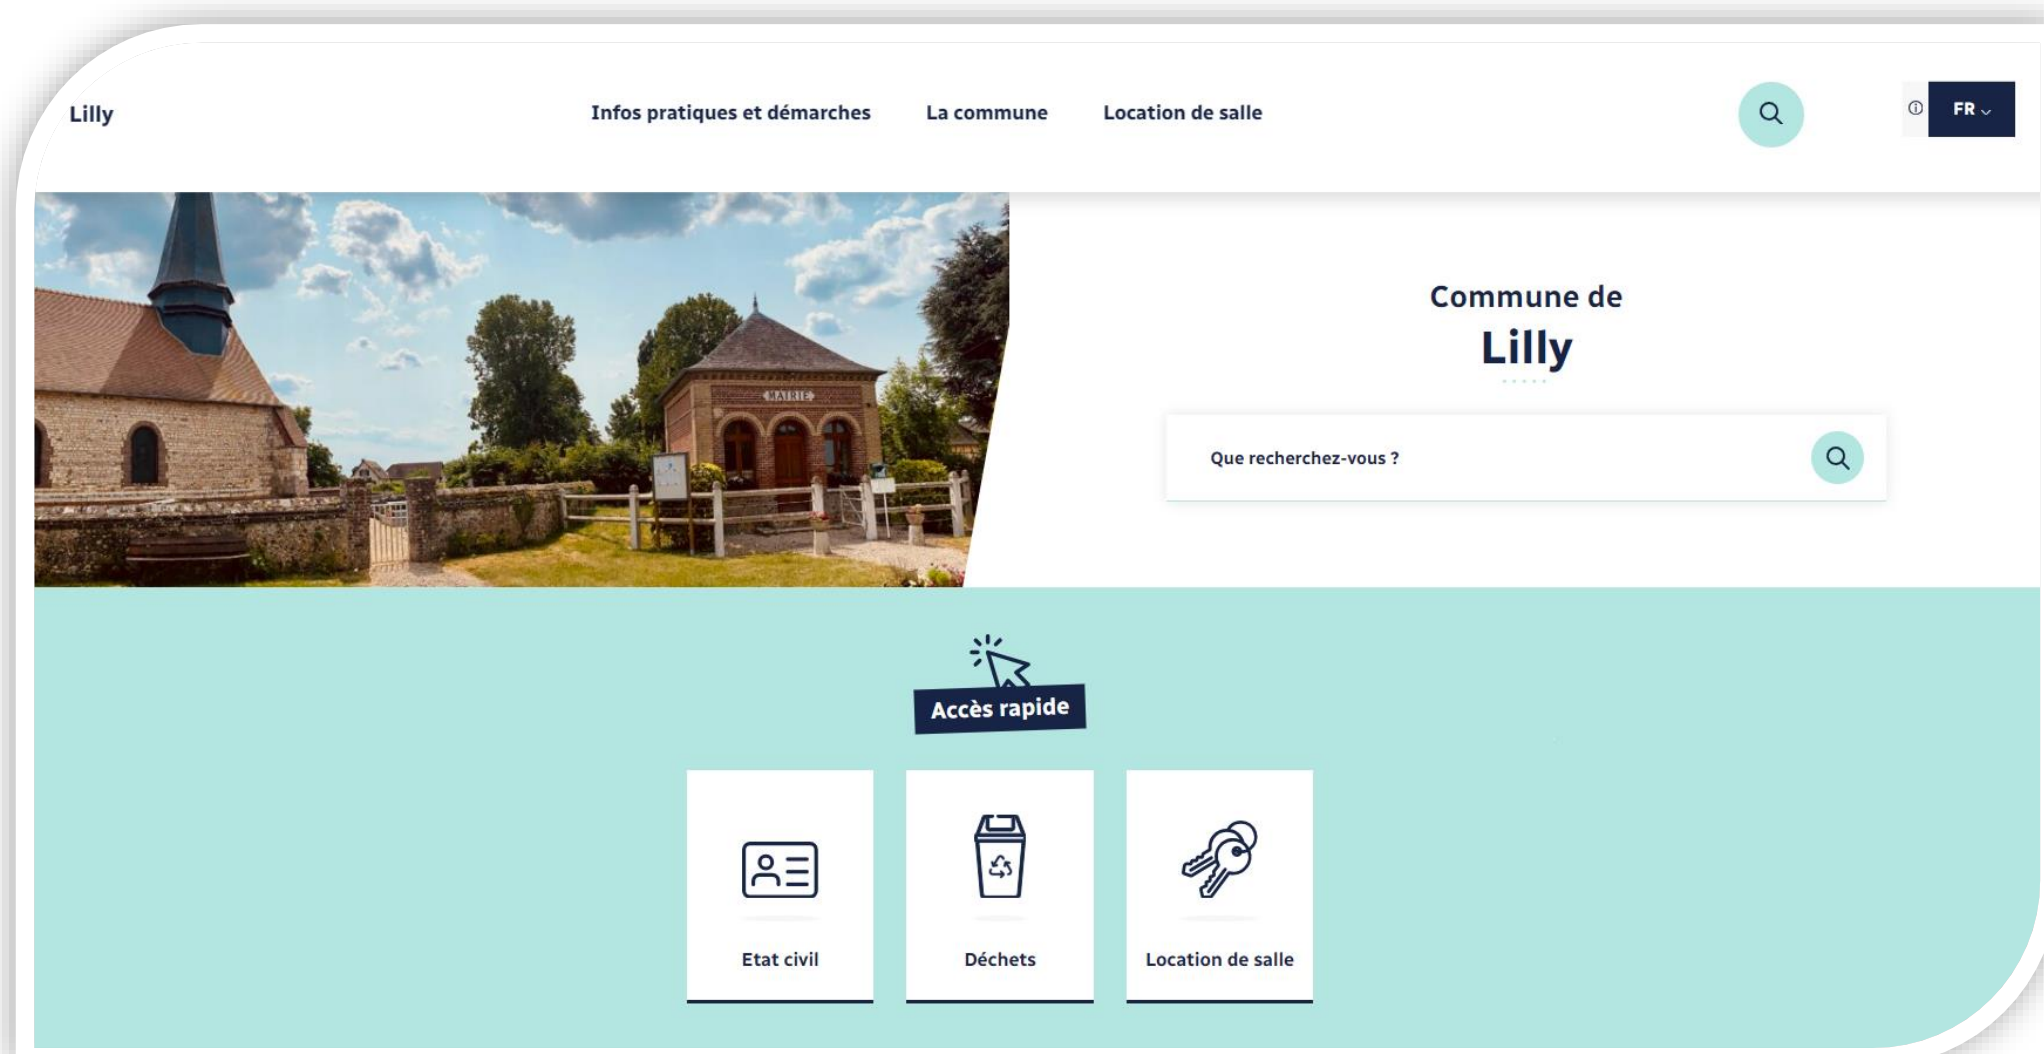 Lilly
Infos pratiques et démarches
La commune
Location de salle
FR
MAIRIE
Commune de
Lilly
Que recherchez-vous ?
Accès rapide
Etat civil
Déchets
Location de salle